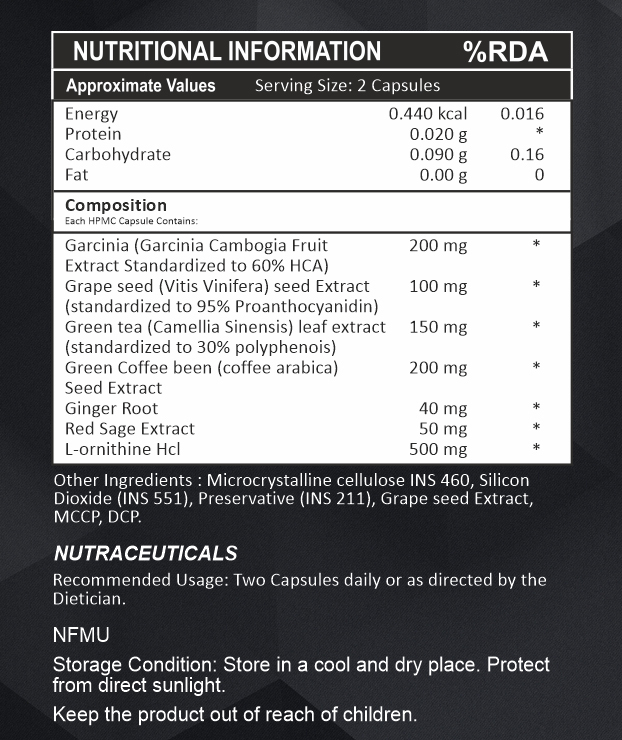 NUTRITIONAL INFORMATION %RDA
Approximate Values Serving Size: 2 Capsules
Energy 0.440 kcal 0.016
Protein 0.020 g *
Carbohydrate 0.090 g 0.16
Fat 0.00 g 0
Composition
Each HPMC Capsule Contains:
Garcinia (Garcinia Cambogia Fruit 200 mg *
Extract Standardized to 60% HCA)
Grape seed (Vitis Vinifera) seed Extract 100 mg *
(standardized to 95% Proanthocyanidin)
Green tea (Camellia Sinensis) leaf extract 150 mg *
(standardized to 30% polyphenois)
Green Coffee been (coffee arabica) 200 mg *
Seed Extract
Ginger Root 40 mg *
Red Sage Extract 50 mg *
L-ornithine Hcl 500 mg *
Other Ingredients : Microcrystalline cellulose INS 460, Silicon
Dioxide (INS 551), Preservative (INS 211), Grape seed Extract,
MCCP, DCP.
NUTRACEUTICALS
Recommended Usage: Two Capsules daily or as directed by the
Dietician.
NFMU
Storage Condition: Store in a cool and dry place. Protect
from direct sunlight.
Keep the product out of reach of children.